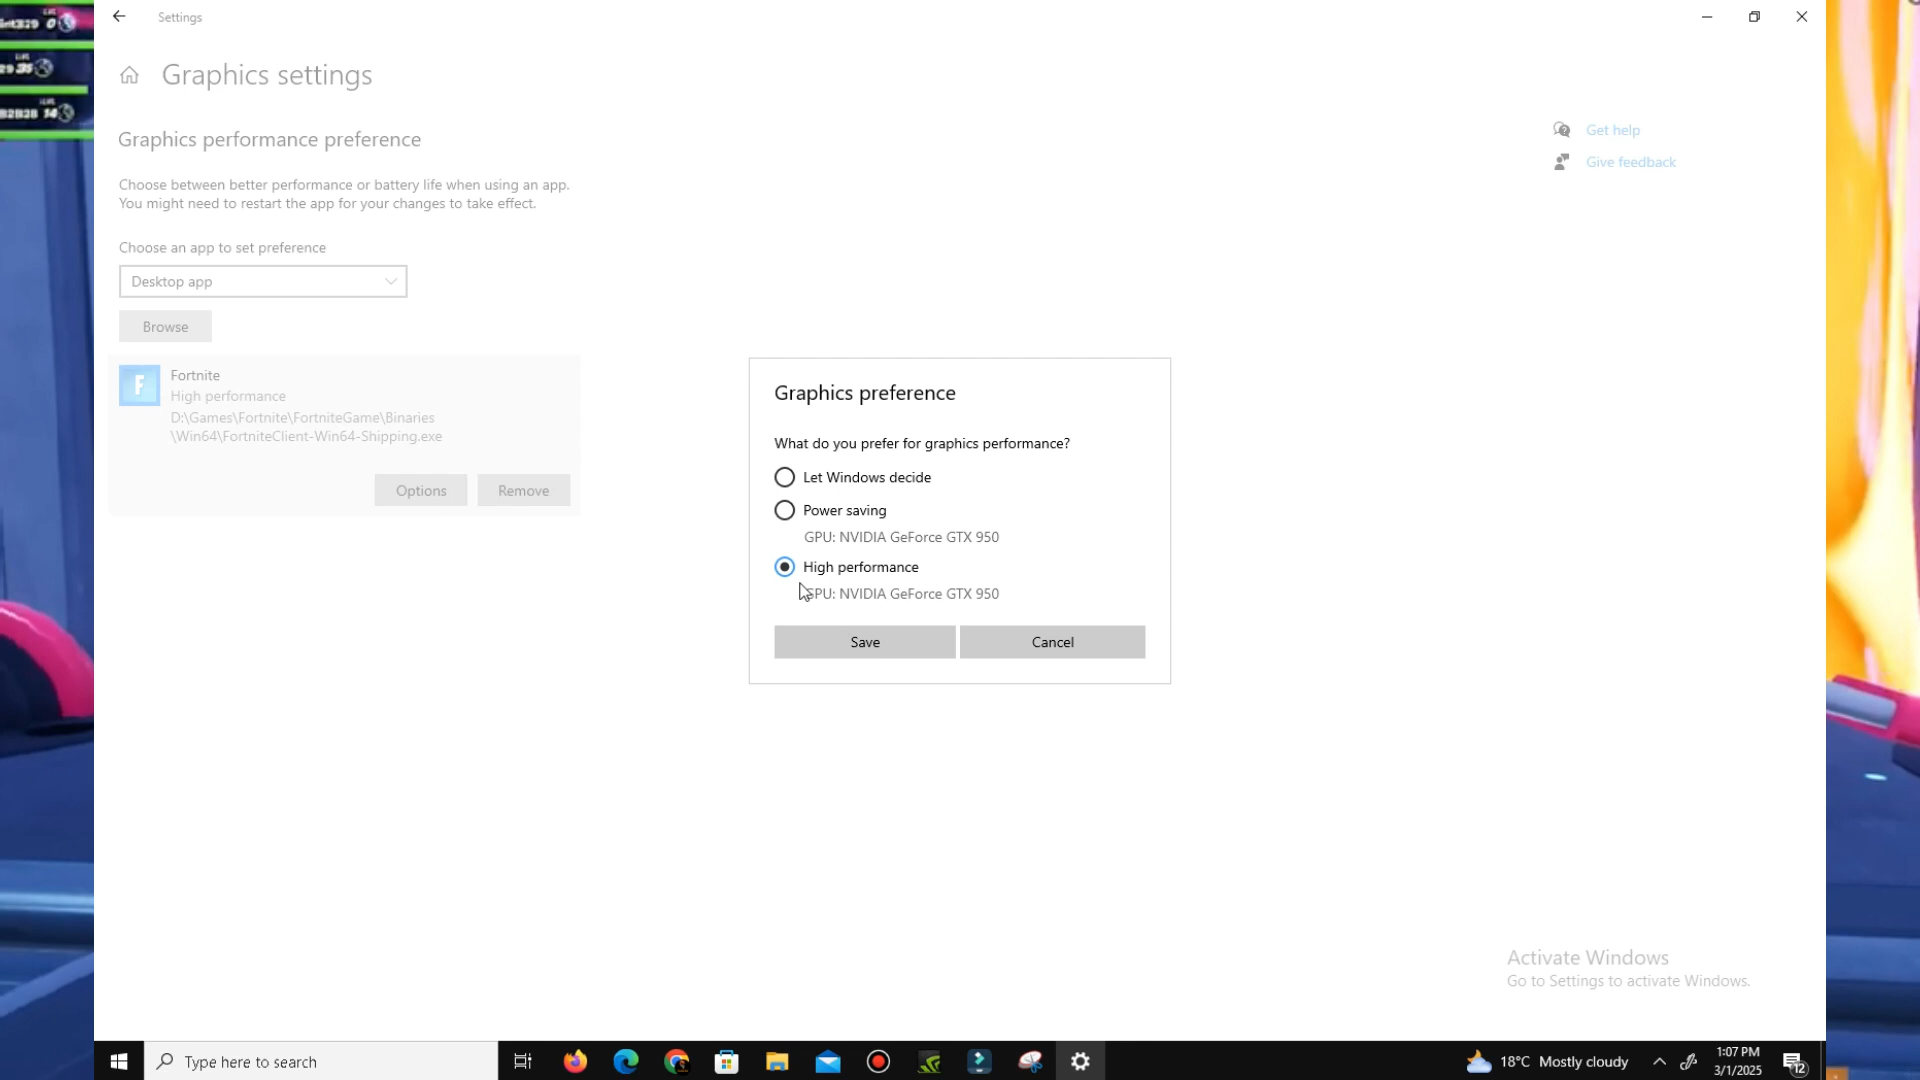 Settings
Graphics settings
Graphics performance preference
Choose between better performance or battery life when using an app.
You might need to restart the app for your changes to take effect.
Choose an app to set preference
Desktop app
Browse
F
Fortnite
High performance
D:\Games\Fortnite\FortniteGame\Binaries
\Win64\FortniteClient-Win64-Shipping.exe
Options
Remove
Get help
Give feedback
Graphics preference
What do you prefer for graphics performance?
Let Windows decide
Power saving
GPU: NVIDIA GeForce GTX 950
High performance
GPU: NVIDIA GeForce GTX 950
Save
Cancel
Activate Windows
Go to Settings to activate Windows.
Type here to search
18°C Mostly cloudy
1:07 PM
3/1/2025
12